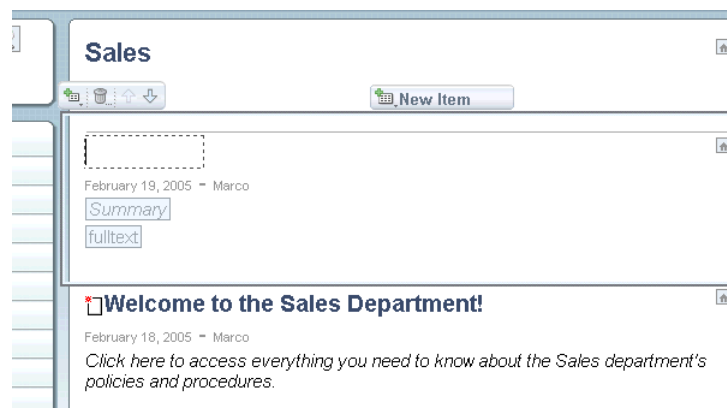 Sales
New Item
February 19, 2005 - Marco
Summary
fulltext
Welcome to the Sales Department!
February 18, 2005 - Marco
Click here to access everything you need to know about the Sales department's
policies and procedures.